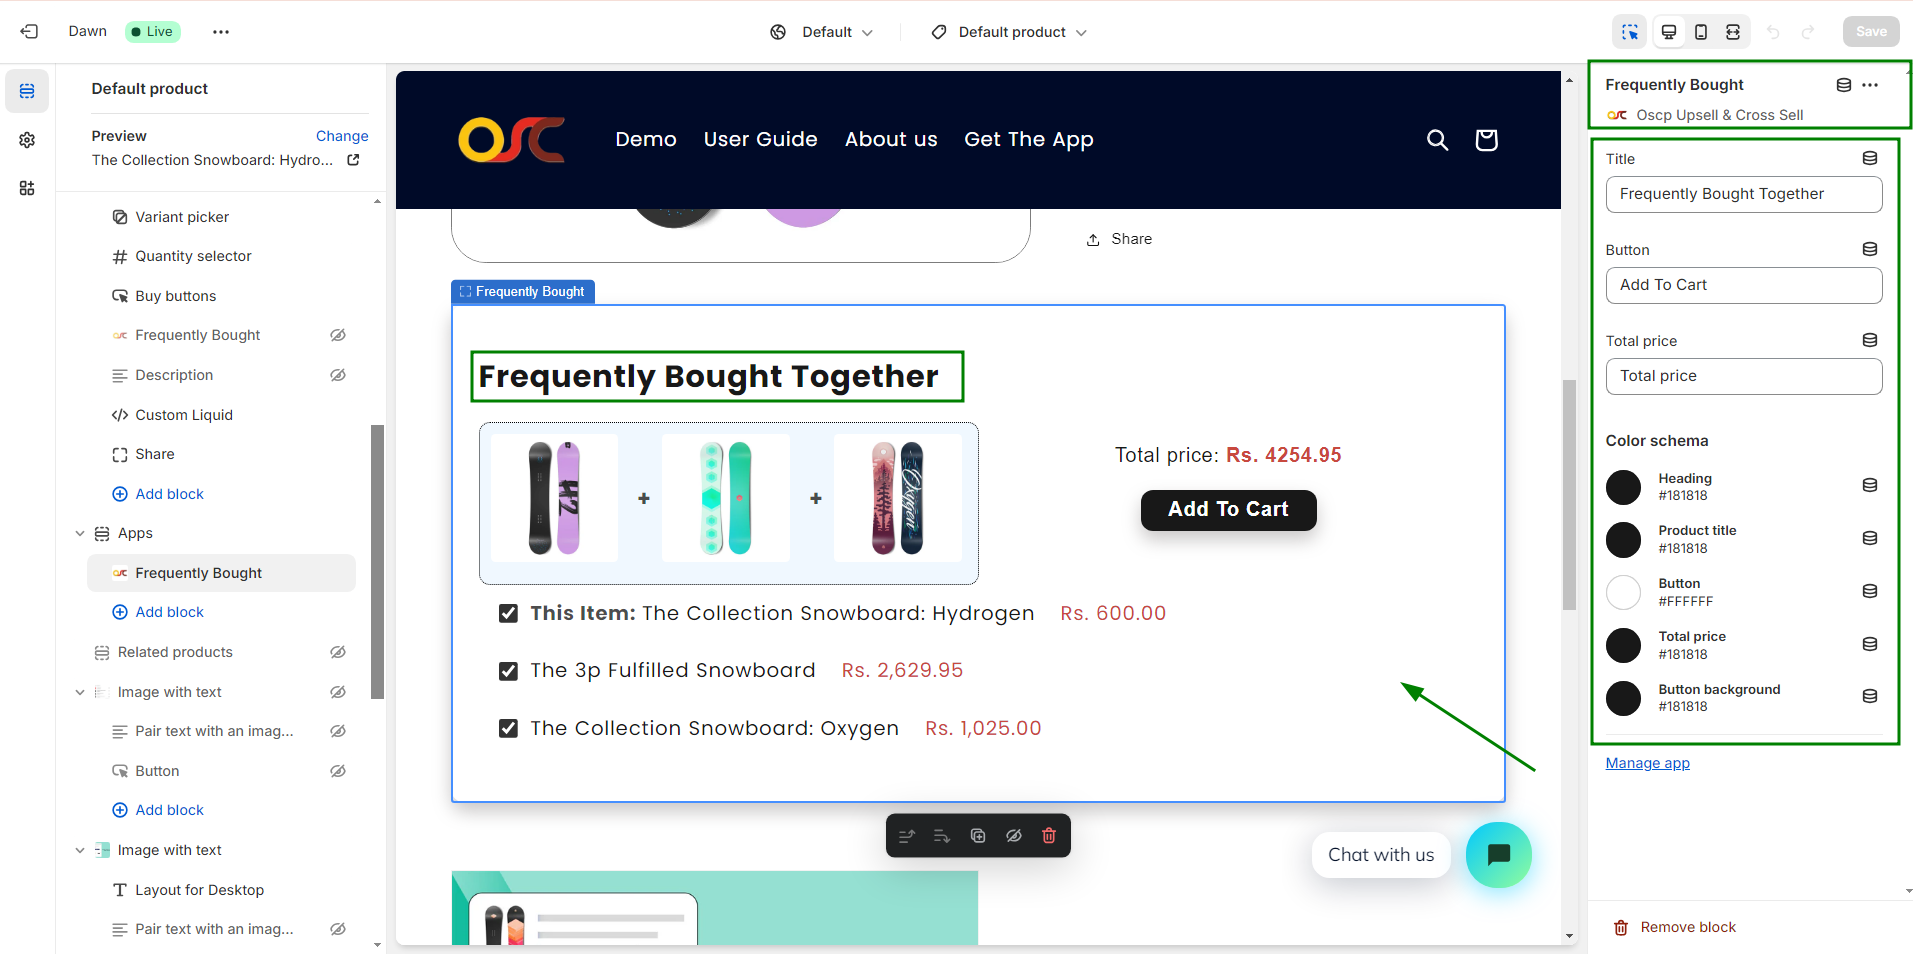 Dawn
Live
Default
Default product
Save
Default product
Preview
Change
The Collection Snowboard: Hydro...
Variant picker
Quantity selector
Buy buttons
Frequently Bought
Description
Custom Liquid
Share
Add block
Apps
Frequently Bought
Add block
Related products
Image with text
Pair text with an imag...
Button
Add block
Image with text
Layout for Desktop
Pair text with an imag...
OSC
Demo
User Guide
About us
Get The App
Share
Frequently Bought
Frequently Bought Together
H2
+
+
Oxygen
Total price: Rs. 4254.95
Add To Cart
This Item: The Collection Snowboard: Hydrogen Rs. 600.00
The 3p Fulfilled Snowboard Rs. 2,629.95
The Collection Snowboard: Oxygen Rs. 1,025.00
Chat with us
Frequently Bought
Oscp Upsell & Cross Sell
Title
Frequently Bought Together
Button
Add To Cart
Total price
Total price
Color schema
Heading
#181818
Product title
#181818
Button
#FFFFFF
Total price
#181818
Button background
#181818
Manage app
Remove block